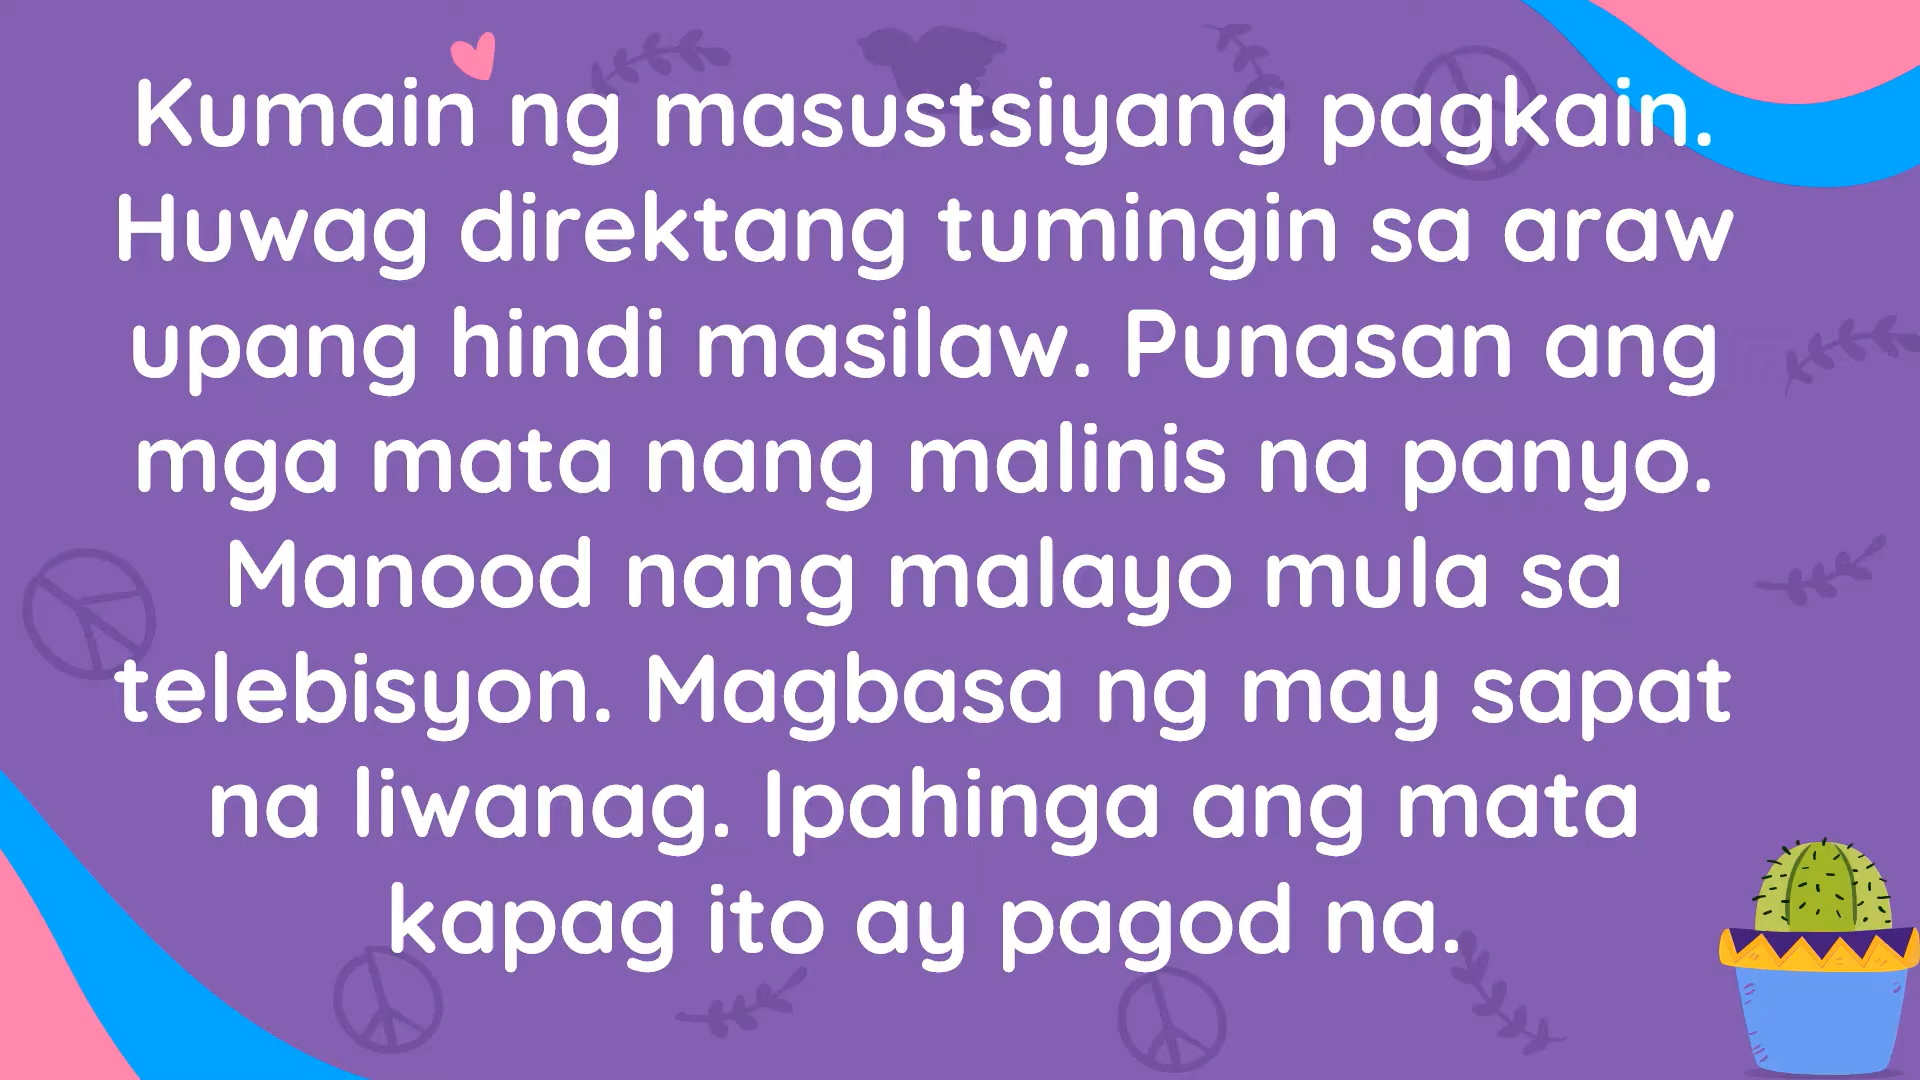 Kumain ng masustsiyang pagkain.
Huwag direktang tumingin sa araw
upang hindi masilaw. Punasan ang
mga mata nang malinis na panyo.
Manood nang malayo mula sa
telebisyon. Magbasa ng may sapat
na liwanag. Ipahinga ang mata
kapag ito ay pagod na.